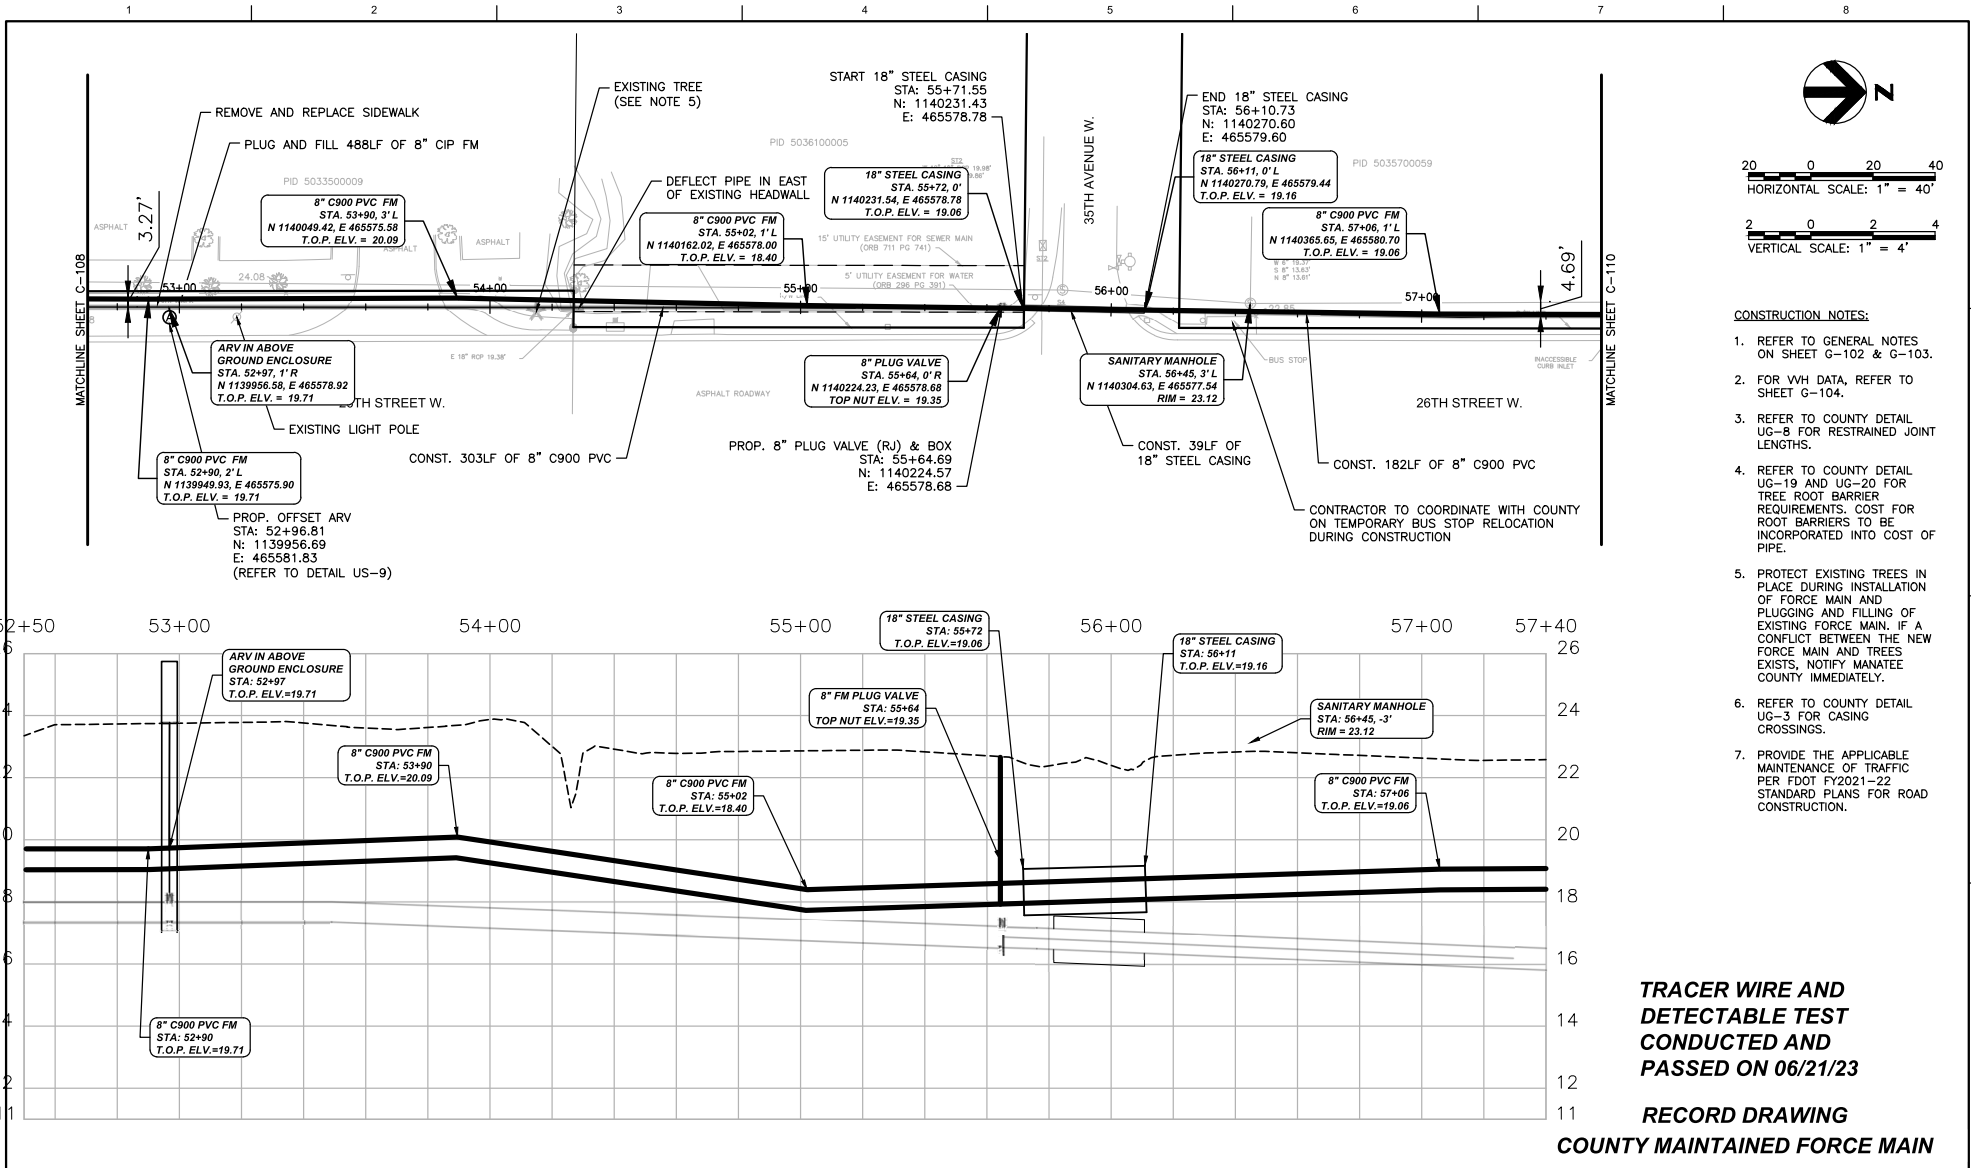 1 2 3 4 5 6 7 8
REMOVE AND REPLACE SIDEWALK
PLUG AND FILL 488LF OF 8” CIP FM
PID 5033500009
ASPHALT
3.27’
8" C900 PVC FM
STA. 53+90, 3' L
N 1140049.42, E 465575.58
T.O.P. ELV. = 20.09
ASPHALT
ASPHALT
24.08
EXISTING TREE
(SEE NOTE 5)
DEFLECT PIPE IN EAST
OF EXISTING HEADWALL
8" C900 PVC FM
STA. 55+02, 1' L
N 1140162.02, E 465578.00
T.O.P. ELV. = 18.40
PID 5036100005
START 18” STEEL CASING
STA: 55+71.55
N: 1140231.43
E: 465578.78
18" STEEL CASING
STA. 55+72, 0'
N 1140231.54, E 465578.78
T.O.P. ELV. = 19.06
15' UTILITY EASEMENT FOR SEWER MAIN
(ORB 711 PG 741)
5' UTILITY EASEMENT FOR WATER
(ORB 296 PG 391)
35TH AVENUE W.
END 18” STEEL CASING
STA: 56+10.73
N: 1140270.60
E: 465579.60
18" STEEL CASING
STA. 56+11, 0' L
N 1140270.79, E 465579.44
T.O.P. ELV. = 19.16
PID 5035700059
8" C900 PVC FM
STA. 57+06, 1' L
N 1140365.65, E 465580.70
T.O.P. ELV. = 19.06
S 8" 13.63'
N 8" 13.61'
4.69’
MATCHLINE SHEET C-108
MATCHLINE SHEET C-110
53+00 54+00 55+00 56+00 57+00
A
ARV IN ABOVE
GROUND ENCLOSURE
STA. 52+97, 1' R
N 1139956.58, E 465578.92
T.O.P. ELV. = 19.71
TH STREET W.
EXISTING LIGHT POLE
E 18" RCP 19.38'
8" C900 PVC FM
STA. 52+90, 2' L
N 1139949.93, E 465575.90
T.O.P. ELV. = 19.71
PROP. OFFSET ARV
STA: 52+96.81
N: 1139956.69
E: 465581.83
(REFER TO DETAIL US-9)
CONST. 303LF OF 8” C900 PVC
ASPHALT ROADWAY
8" PLUG VALVE
STA. 55+64, 0' R
N 1140224.23, E 465578.68
TOP NUT ELV. = 19.35
PROP. 8” PLUG VALVE (RJ) & BOX
STA: 55+64.69
N: 1140224.57
E: 465578.68
SANITARY MANHOLE
STA. 56+45, 3' L
N 1140304.63, E 465577.54
RIM = 23.12
CONST. 39LF OF
18” STEEL CASING
BUS STOP
INACCESSIBLE
CURB INLET
26TH STREET W.
CONST. 182LF OF 8” C900 PVC
CONTRACTOR TO COORDINATE WITH COUNTY
ON TEMPORARY BUS STOP RELOCATION
DURING CONSTRUCTION
N
20 0 20 40
HORIZONTAL SCALE: 1” = 40’
2 0 2 4
VERTICAL SCALE: 1” = 4’
CONSTRUCTION NOTES:
1. REFER TO GENERAL NOTES
ON SHEET G-102 & G-103.
2. FOR VVH DATA, REFER TO
SHEET G-104.
3. REFER TO COUNTY DETAIL
UG-8 FOR RESTRAINED JOINT
LENGTHS.
4. REFER TO COUNTY DETAIL
UG-19 AND UG-20 FOR
TREE ROOT BARRIER
REQUIREMENTS. COST FOR
ROOT BARRIERS TO BE
INCORPORATED INTO COST OF
PIPE.
5. PROTECT EXISTING TREES IN
PLACE DURING INSTALLATION
OF FORCE MAIN AND
PLUGGING AND FILLING OF
EXISTING FORCE MAIN. IF A
CONFLICT BETWEEN THE NEW
FORCE MAIN AND TREES
EXISTS, NOTIFY MANATEE
COUNTY IMMEDIATELY.
6. REFER TO COUNTY DETAIL
UG-3 FOR CASING
CROSSINGS.
7. PROVIDE THE APPLICABLE
MAINTENANCE OF TRAFFIC
PER FDOT FY2021-22
STANDARD PLANS FOR ROAD
CONSTRUCTION.
2+50 53+00 54+00 55+00 56+00 57+00 57+40
ARV IN ABOVE
GROUND ENCLOSURE
STA: 52+97
T.O.P. ELV.=19.71
8" C900 PVC FM
STA: 53+90
T.O.P. ELV.=20.09
8" C900 PVC FM
STA: 55+02
T.O.P. ELV.=18.40
18" STEEL CASING
STA: 55+72
T.O.P. ELV.=19.06
8" FM PLUG VALVE
STA: 55+64
TOP NUT ELV.=19.35
18" STEEL CASING
STA: 56+11
T.O.P. ELV.=19.16
SANITARY MANHOLE
STA: 56+45, -3'
RIM = 23.12
8" C900 PVC FM
STA: 57+06
T.O.P. ELV.=19.06
8" C900 PVC FM
STA: 52+90
T.O.P. ELV.=19.71
6 26
4 24
2 22
0 20
8 18
6 16
4 14
2 12
1 11
TRACER WIRE AND
DETECTABLE TEST
CONDUCTED AND
PASSED ON 06/21/23
RECORD DRAWING
COUNTY MAINTAINED FORCE MAIN